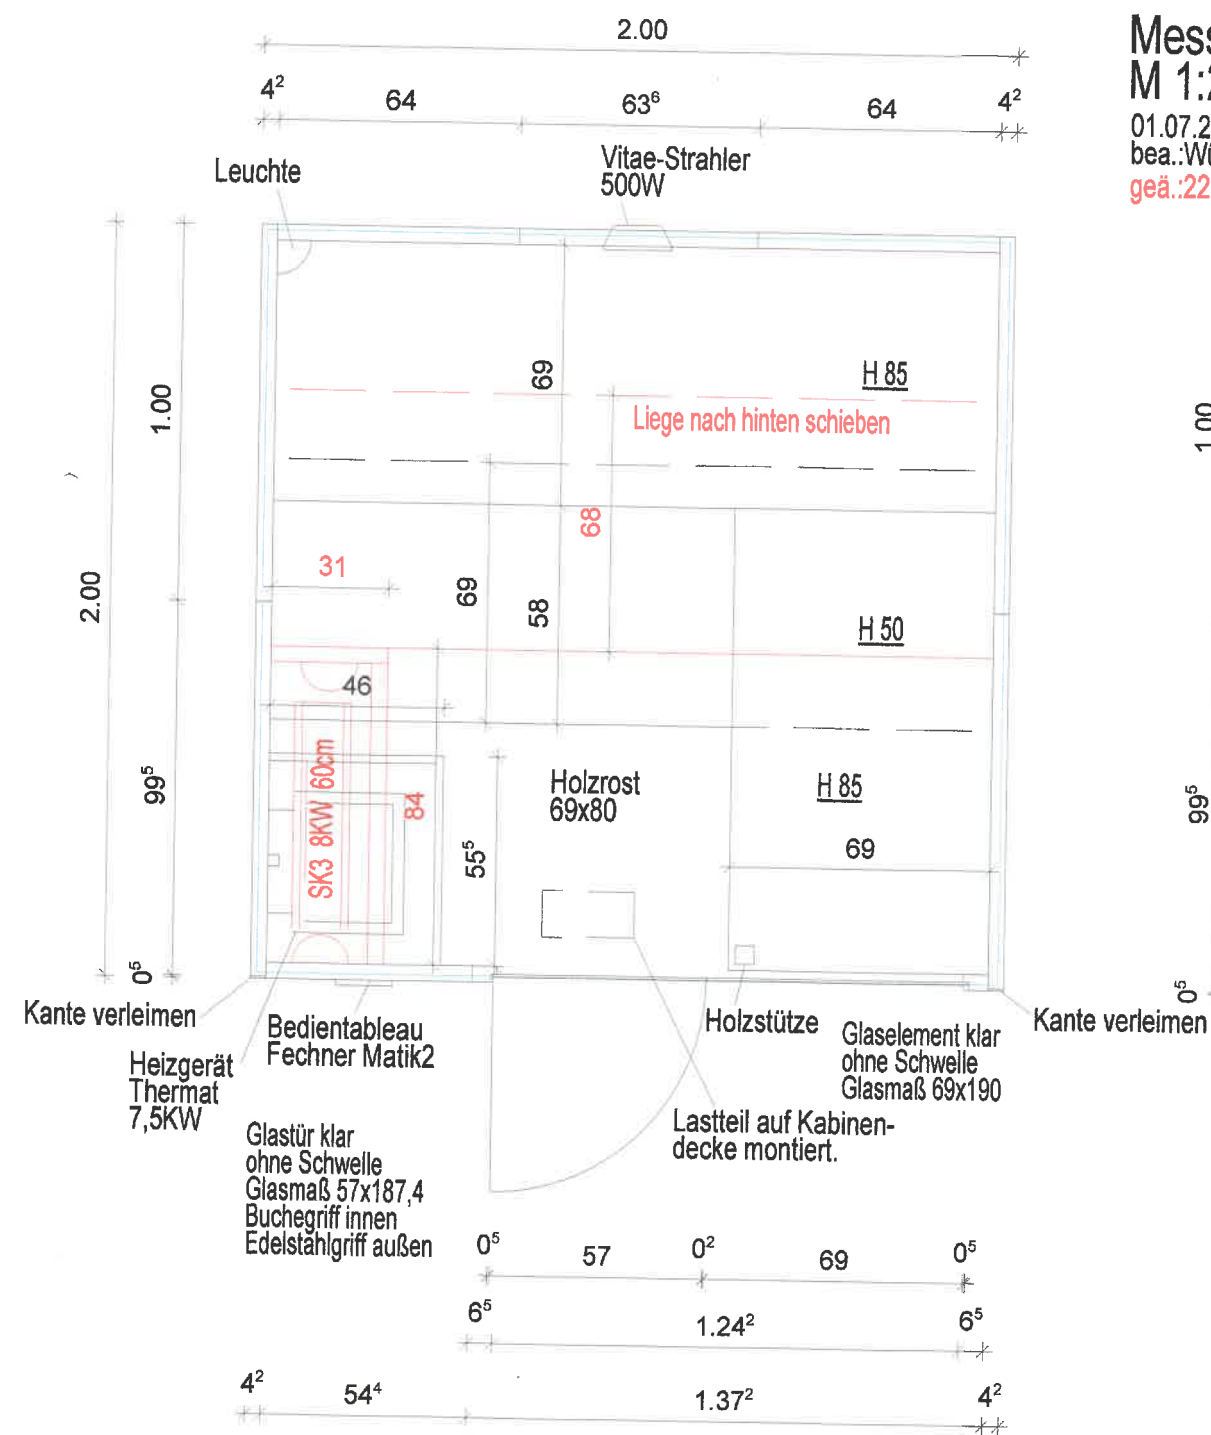 2.00
4² 64 63⁶ 64 4²
Mess
M 1:2
01.07.2
bea.:Wü
geä.:22
Leuchte
Vitae-Strahler
500W
1.00
2.00
99⁵
0⁵
69
H 85
Liege nach hinten schieben
68
31
69
58
H 50
46
SK3 8KW 60cm
84
55⁵
Holzrost
69x80
H 85
69
1.00
99⁵
0⁵
Kante verleimen
Heizgerät
Thermat
7,5KW
Bedientableau
Fechner Matik2
Glastür klar
ohne Schwelle
Glasmaß 57x187,4
Buchegriff innen
Edelstahlgriff außen
Holzstütze
Glaselement klar
ohne Schwelle
Glasmaß 69x190
Kante verleimen
Lastteil auf Kabinen-
decke montiert.
0⁵ 57 0² 69 0⁵
6⁵ 1.24² 6⁵
4² 54⁴ 1.37² 4²